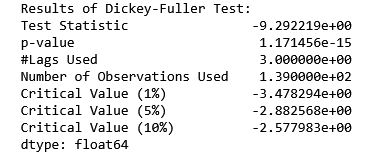 Results of Dickey-Fuller Test:
Test Statistic -9.292219e+00
p-value 1.171456e-15
#Lags Used 3.000000e+00
Number of Observations Used 1.390000e+02
Critical Value (1%) -3.478294e+00
Critical Value (5%) -2.882568e+00
Critical Value (10%) -2.577983e+00
dtype: float64